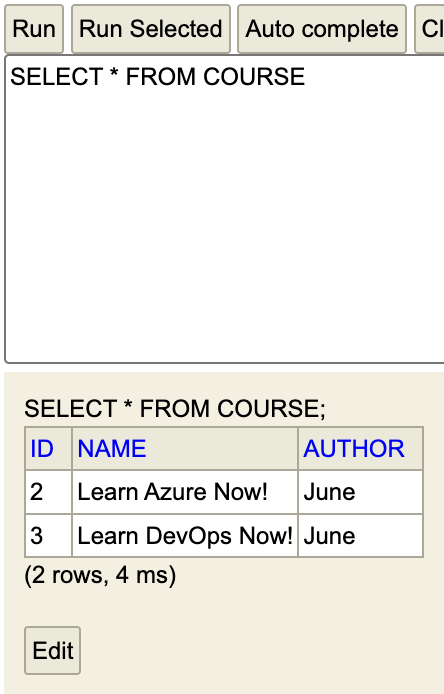 Run Run Selected Auto complete Cl
SELECT * FROM COURSE
SELECT * FROM COURSE;
ID NAME AUTHOR
2 Learn Azure Now! June
3 Learn DevOps Now! June
(2 rows, 4 ms)
Edit